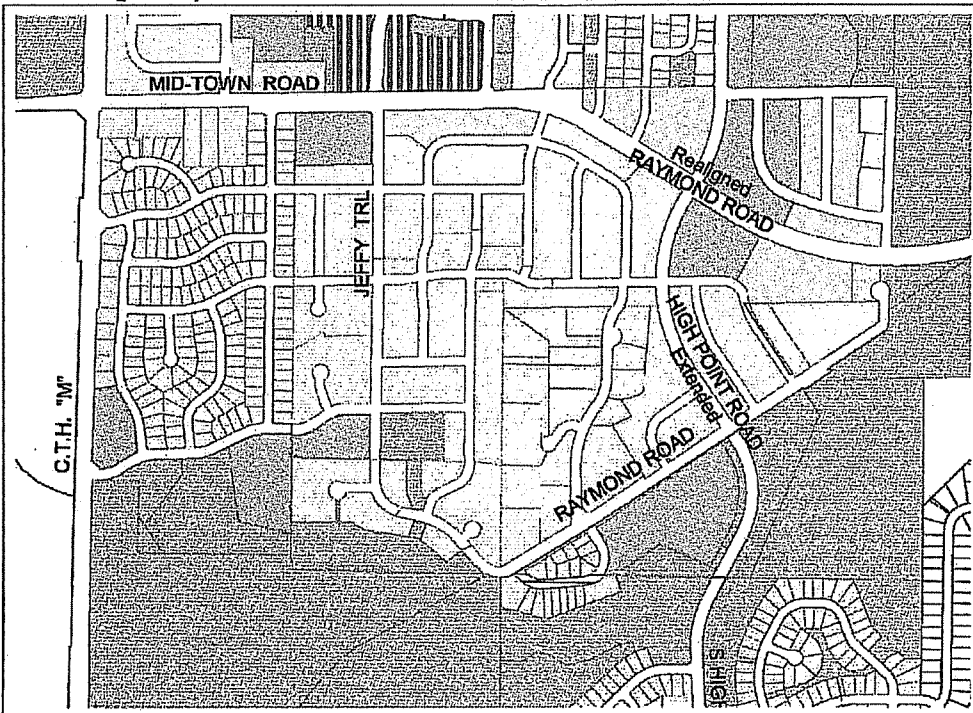 MID-TOWN ROAD
Realigned
RAYMOND ROAD
JEFFY TRL
HIGH POINT ROAD
Extended
C.T.H. "M"
RAYMOND ROAD
S HIGH